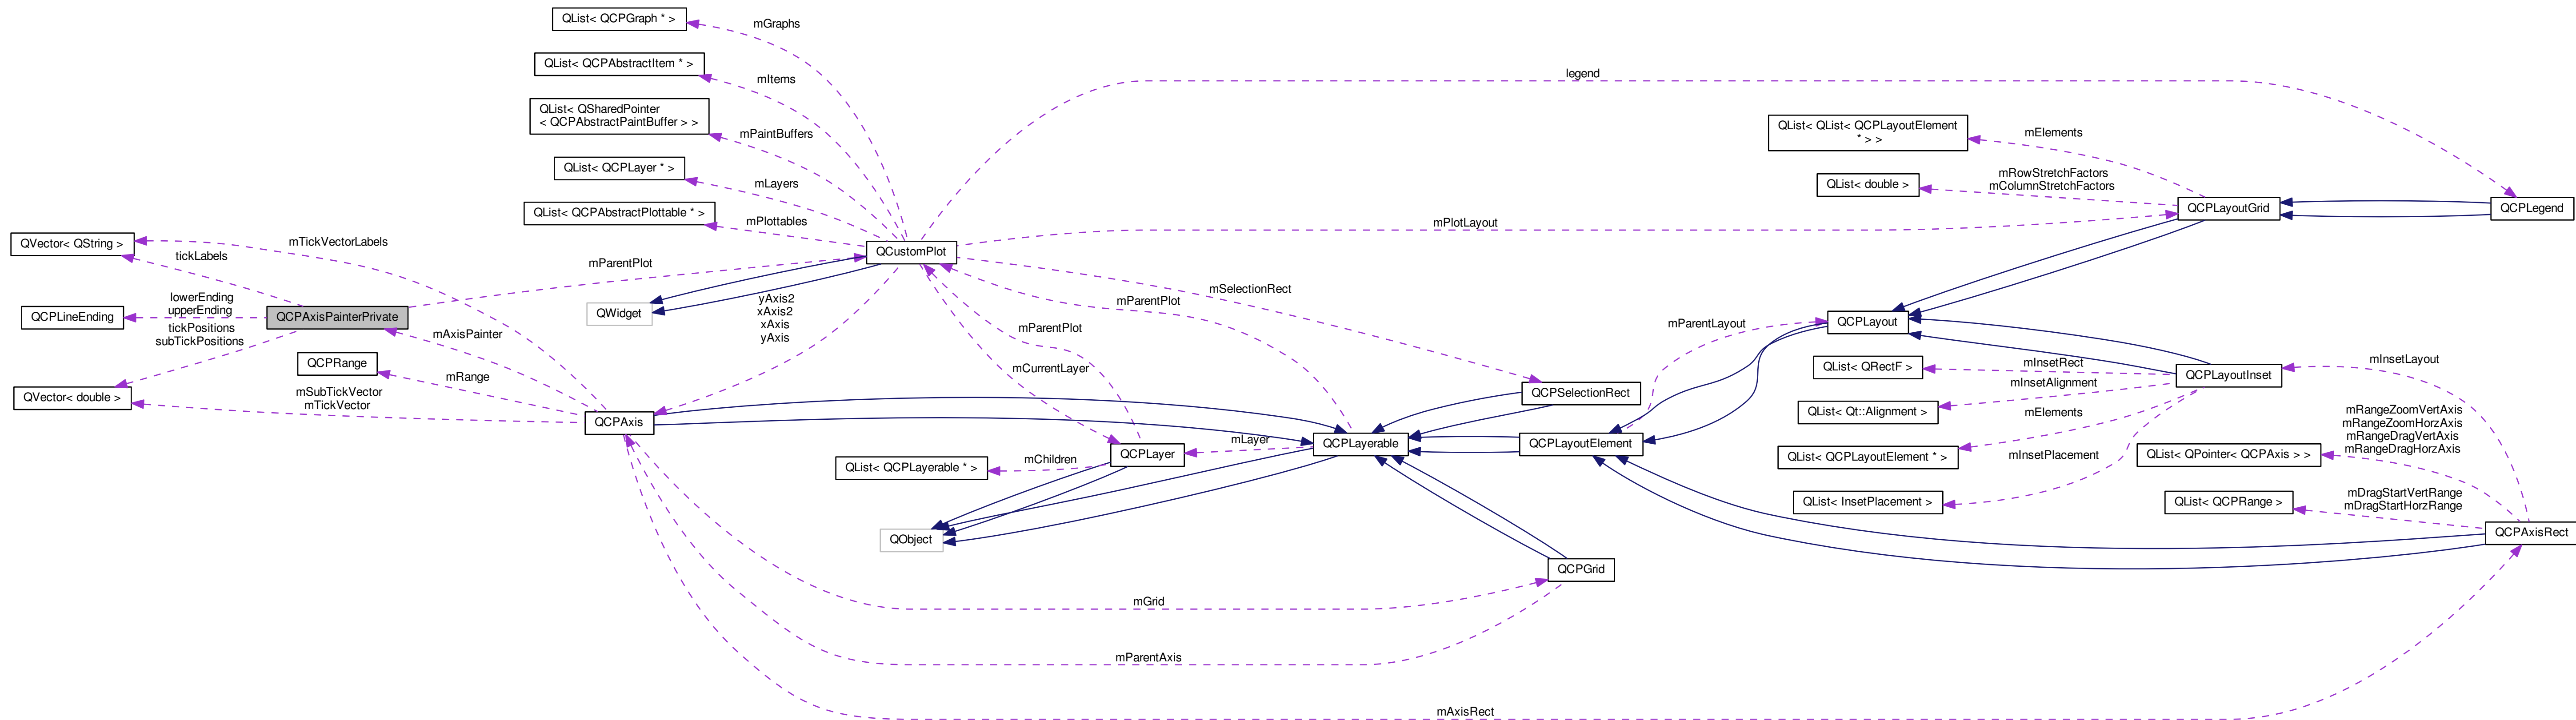 QList< QCPGraph * >
mGraphs
QList< QCPAbstractItem * >
mItems
legend
QList< QSharedPointer
< QCPAbstractPaintBuffer > >
mPaintBuffers
QList< QList< QCPLayoutElement
* > >
mElements
QList< QCPLayer * >
mLayers
QList< double >
mRowStretchFactors
mColumnStretchFactors
QList< QCPAbstractPlottable * >
mPlottables
mPlotLayout
QCPLayoutGrid
QCPLegend
QVector< QString >
mTickVectorLabels
tickLabels
QCustomPlot
mParentPlot
mSelectionRect
lowerEnding
upperEnding
QCPLineEnding
QCPAxisPainterPrivate
tickPositions
subTickPositions
mAxisPainter
QWidget
yAxis2
xAxis2
xAxis
yAxis
mParentPlot
mParentPlot
mCurrentLayer
mParentLayout
QCPLayout
QCPRange
mRange
QList< QRectF >
mInsetRect
QCPLayoutInset
mInsetLayout
QVector< double >
mSubTickVector
mTickVector
QCPSelectionRect
QList< Qt::Alignment >
mInsetAlignment
QCPAxis
mElements
mRangeZoomVertAxis
mRangeZoomHorzAxis
mRangeDragVertAxis
mRangeDragHorzAxis
QCPLayerable
QCPLayoutElement
mLayer
QCPLayer
QList< QCPLayerable * >
mChildren
QList< QCPLayoutElement * >
mInsetPlacement
QList< QPointer< QCPAxis > >
QList< InsetPlacement >
QList< QCPRange >
mDragStartVertRange
mDragStartHorzRange
QCPAxisRect
QObject
QCPGrid
mGrid
mParentAxis
mAxisRect